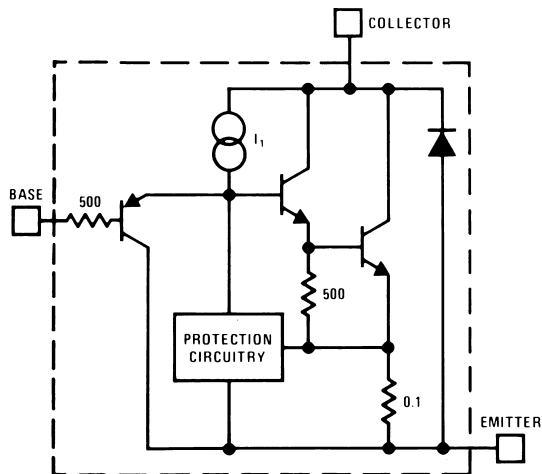 COLLECTOR
I₁
BASE
500
500
PROTECTION
CIRCUITRY
0.1
EMITTER